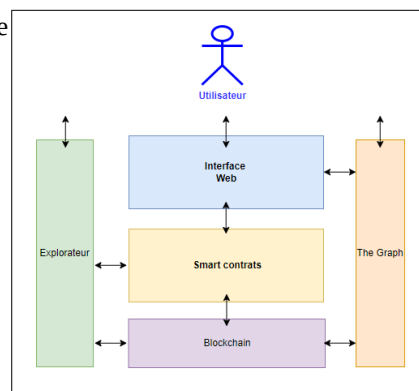 e
Utilisateur
Interface
Web
Explorateur
Smart contrats
The Graph
Blockchain